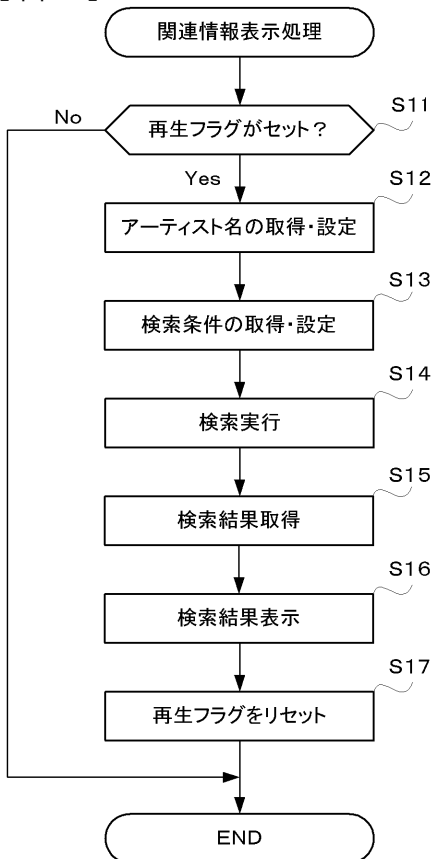 関連情報表示処理
S11
No
再生フラグがセット？
Yes
S12
アーティスト名の取得・設定
S13
検索条件の取得・設定
S14
検索実行
S15
検索結果取得
S16
検索結果表示
S17
再生フラグをリセット
END